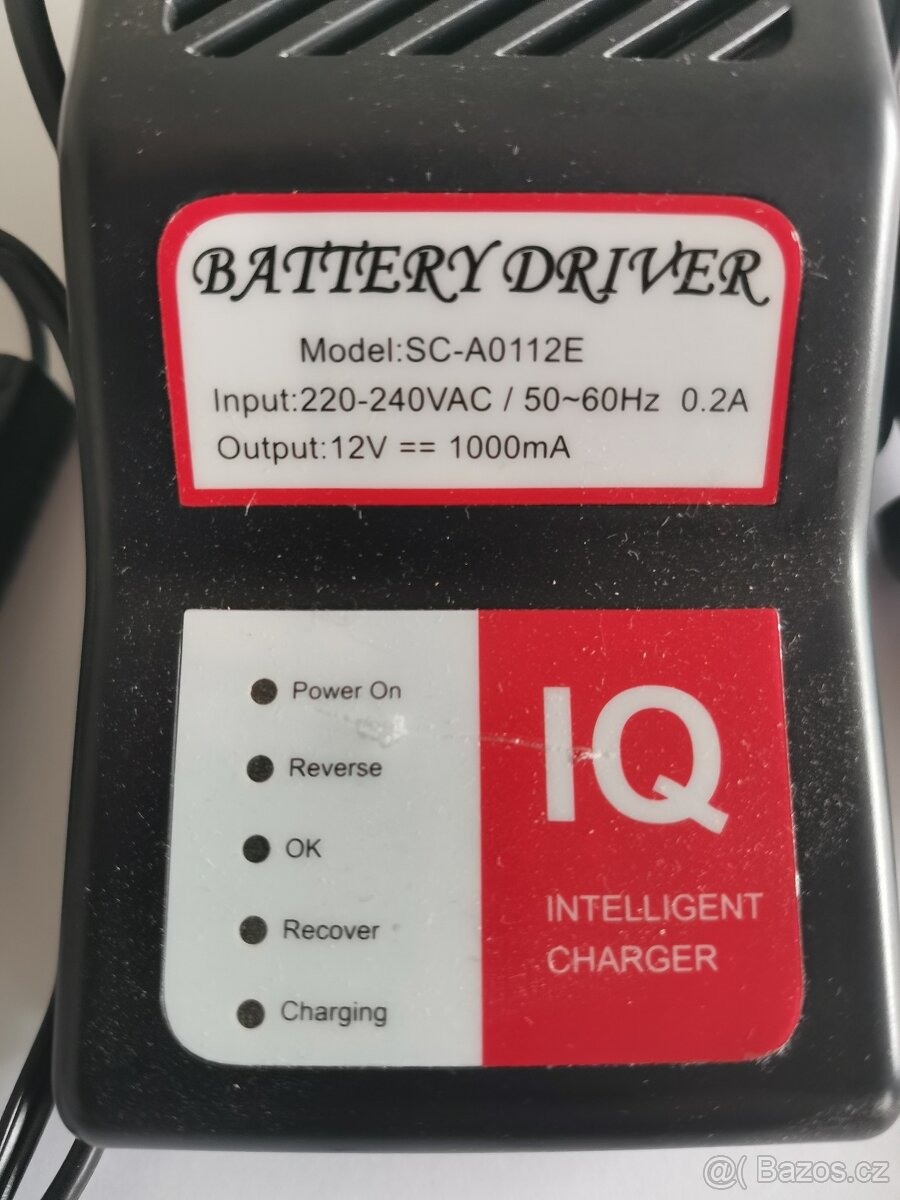 BATTERY DRIVER
Model:SC-A0112E
Input:220-240VAC / 50~60Hz 0.2A
Output:12V == 1000mA
Power On
Reverse
OK
Recover
Charging
IQ
INTELLIGENT
CHARGER
@( Bazos.cz